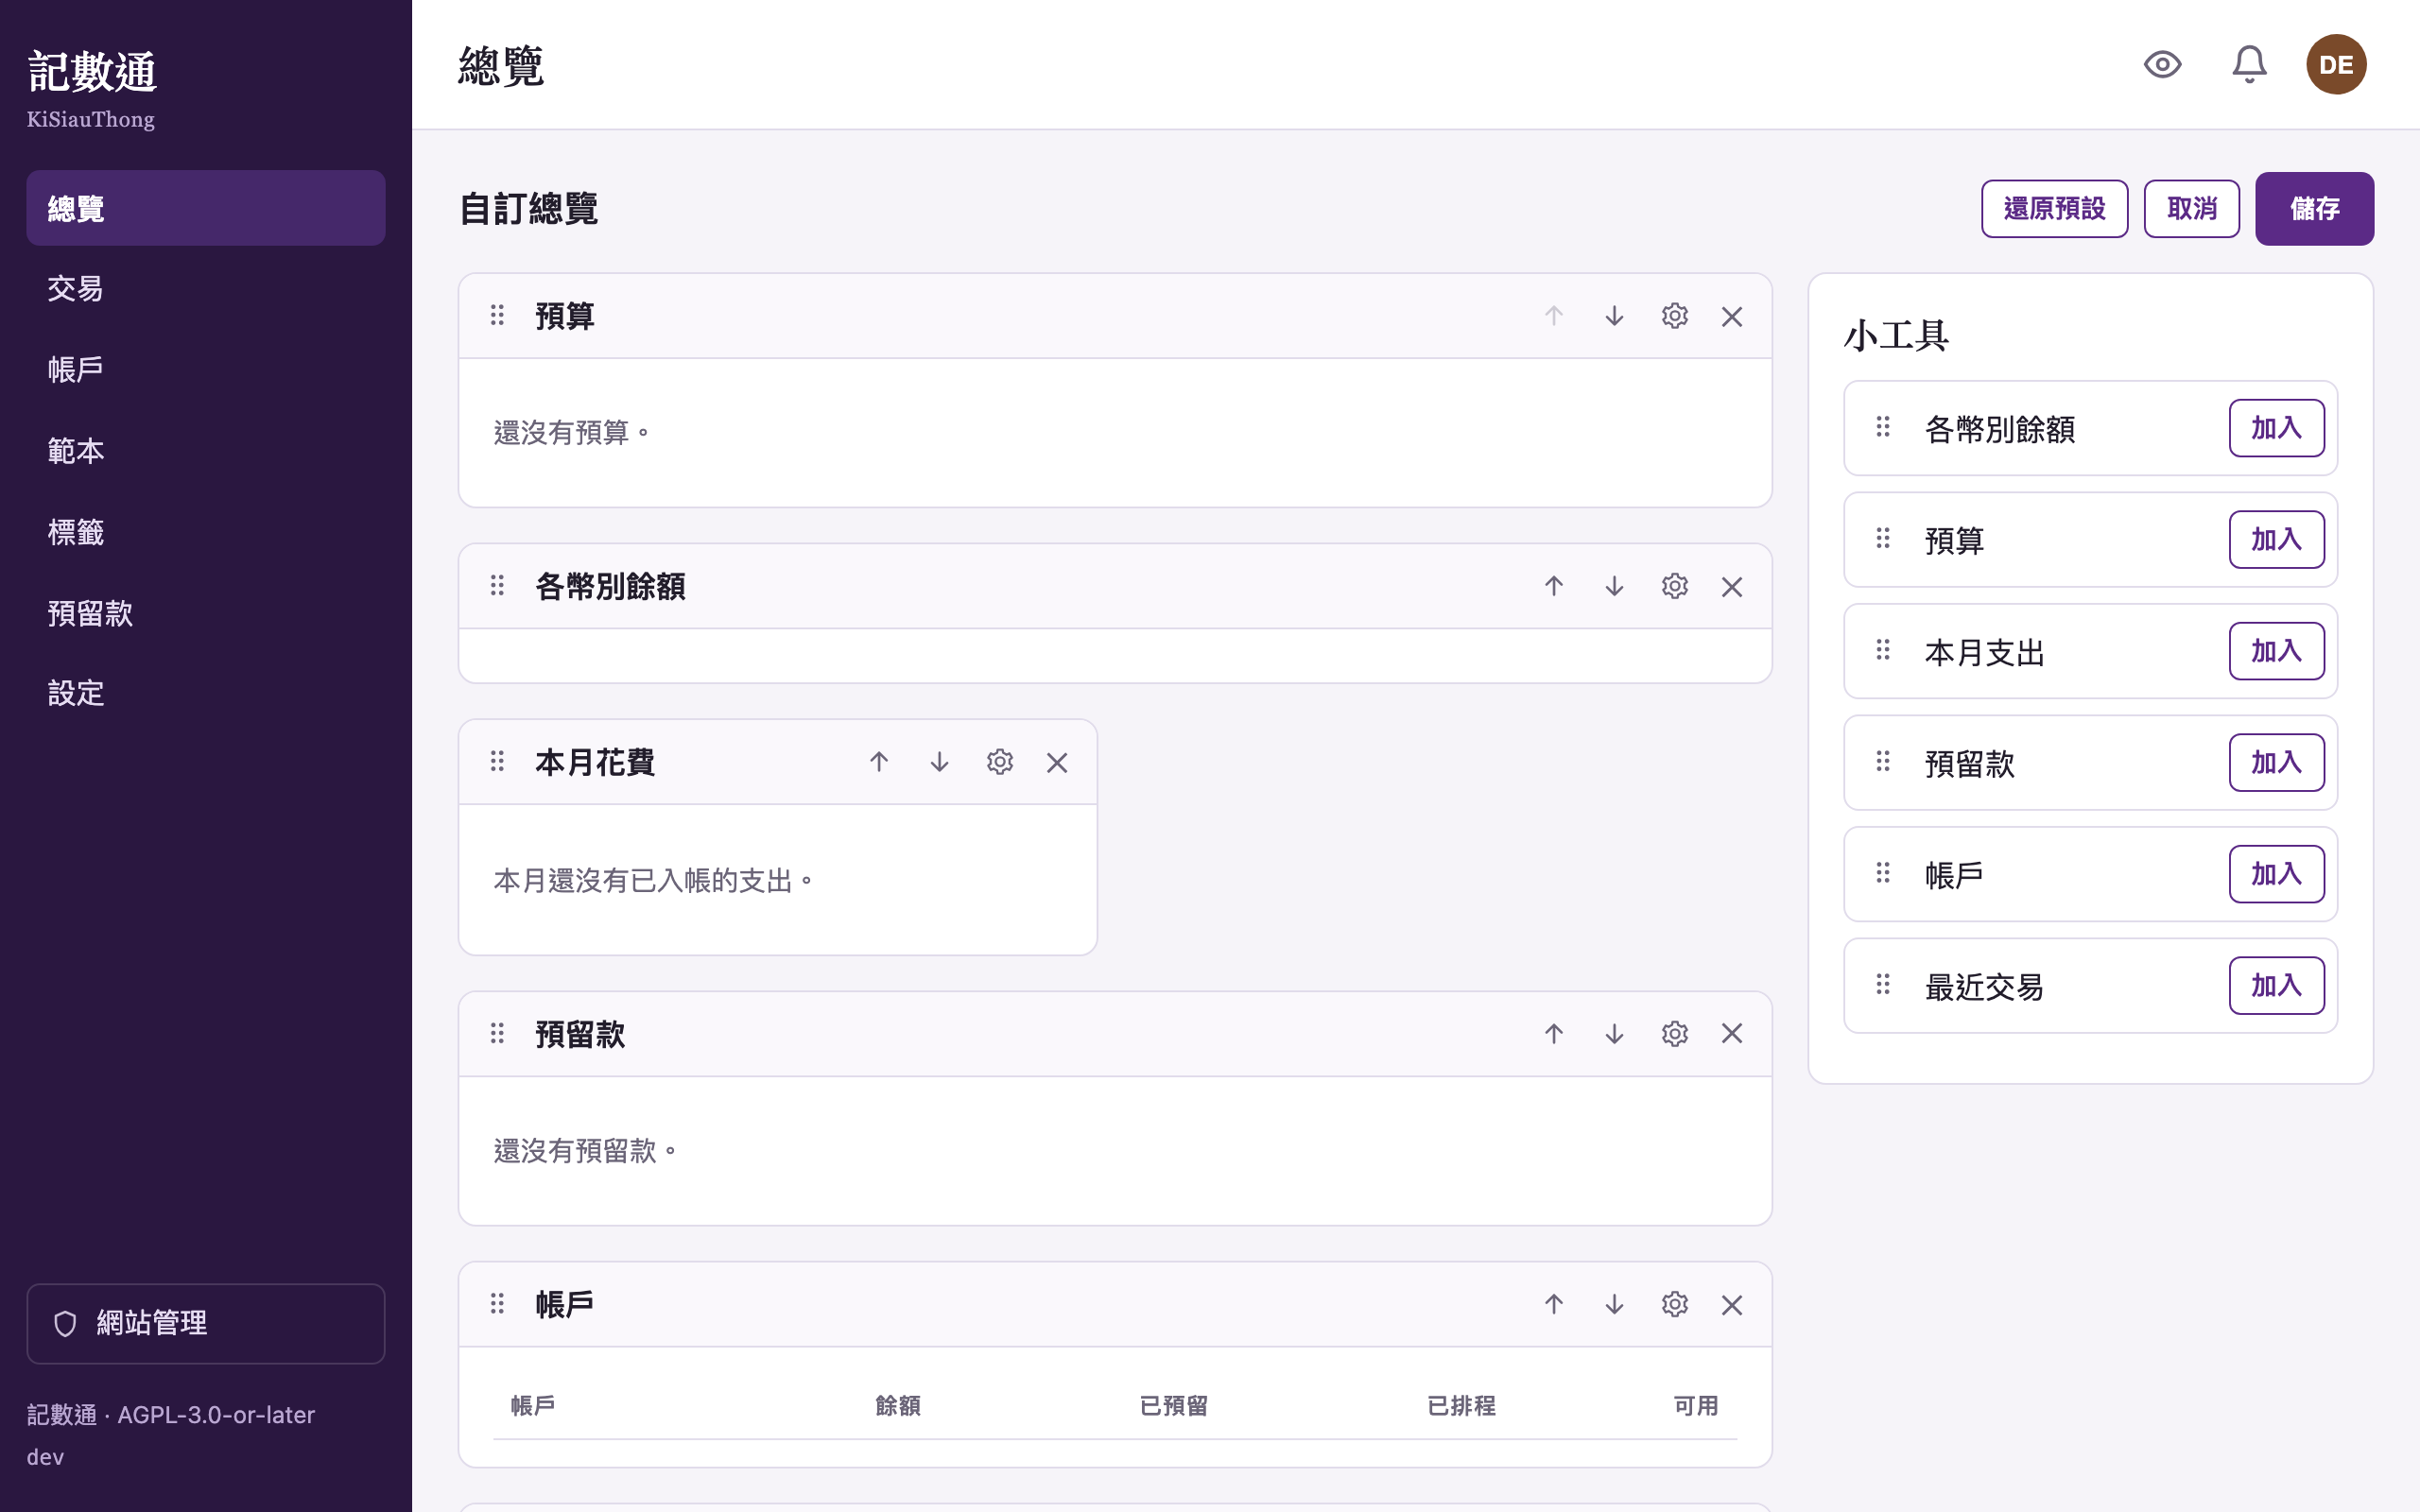 記數通
KiSiauThong
總覽
交易
帳戶
範本
標籤
預留款
設定
網站管理
記數通 · AGPL-3.0-or-later
dev
總覽
DE
自訂總覽
還原預設
取消
儲存
預算
還沒有預算。
各幣別餘額
本月花費
本月還沒有已入帳的支出。
預留款
還沒有預留款。
帳戶
帳戶 餘額 已預留 已排程 可用
小工具
各幣別餘額 加入
預算 加入
本月支出 加入
預留款 加入
帳戶 加入
最近交易 加入